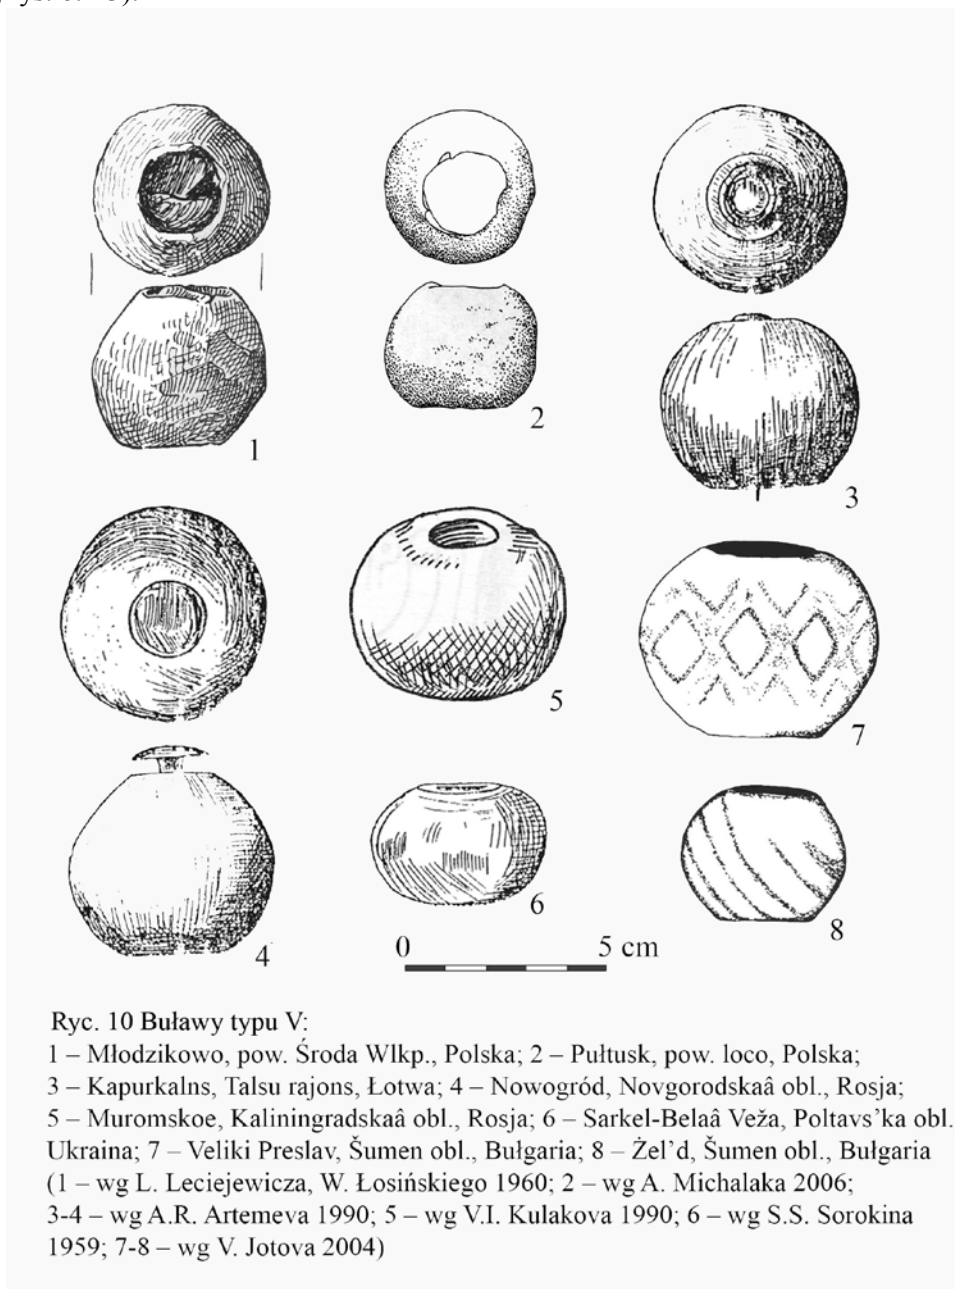 1
2
3
4
5
6
7
8
0 5 cm
Ryc. 10 Buławy typu V:
1 – Młodzikowo, pow. Środa Wlkp., Polska; 2 – Pułtusk, pow. loco, Polska;
3 – Kapurkalns, Talsu rajons, Łotwa; 4 – Nowogród, Novgorodskaâ obl., Rosja;
5 – Muromskoe, Kaliningradskaâ obl., Rosja; 6 – Sarkel-Belaâ Veža, Poltavs’ka obl.
Ukraina; 7 – Veliki Preslav, Šumen obl., Bułgaria; 8 – Żel’d, Šumen obl., Bułgaria
(1 – wg L. Leciejewicza, W. Łosińskiego 1960; 2 – wg A. Michalaka 2006;
3-4 – wg A.R. Artemeva 1990; 5 – wg V.I. Kulakova 1990; 6 – wg S.S. Sorokina
1959; 7-8 – wg V. Jotova 2004)